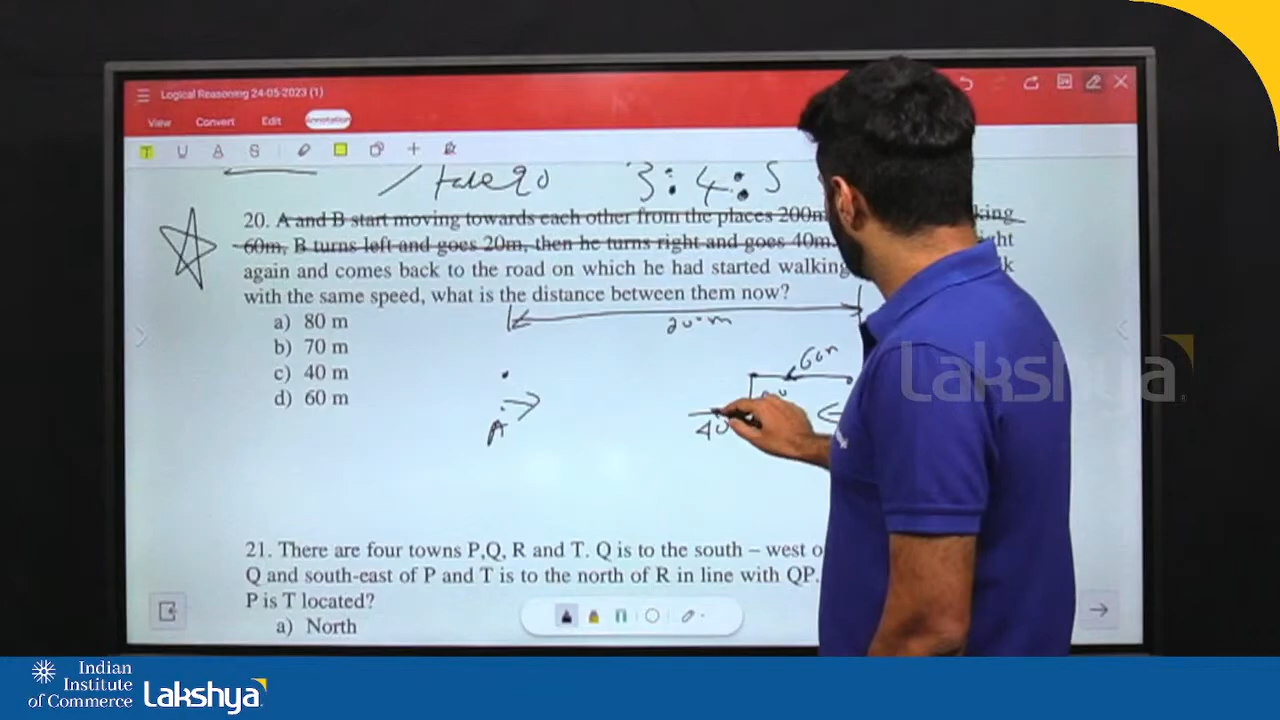 Logical Reasoning 24-05-2023 (1)
View Convert Edit Annotation
3:4:5
20. A and B start moving towards each other from the places 200m king
60m, B turns left and goes 20m, then he turns right and goes 40m. ght
again and comes back to the road on which he had started walking k
with the same speed, what is the distance between them now?
200m
a) 80 m
b) 70 m
c) 40 m
d) 60 m
60m
40
A
Lakshya
21. There are four towns P,Q, R and T. Q is to the south – west o
Q and south-east of P and T is to the north of R in line with QP.
P is T located?
a) North
Indian
Institute
of Commerce
Lakshya